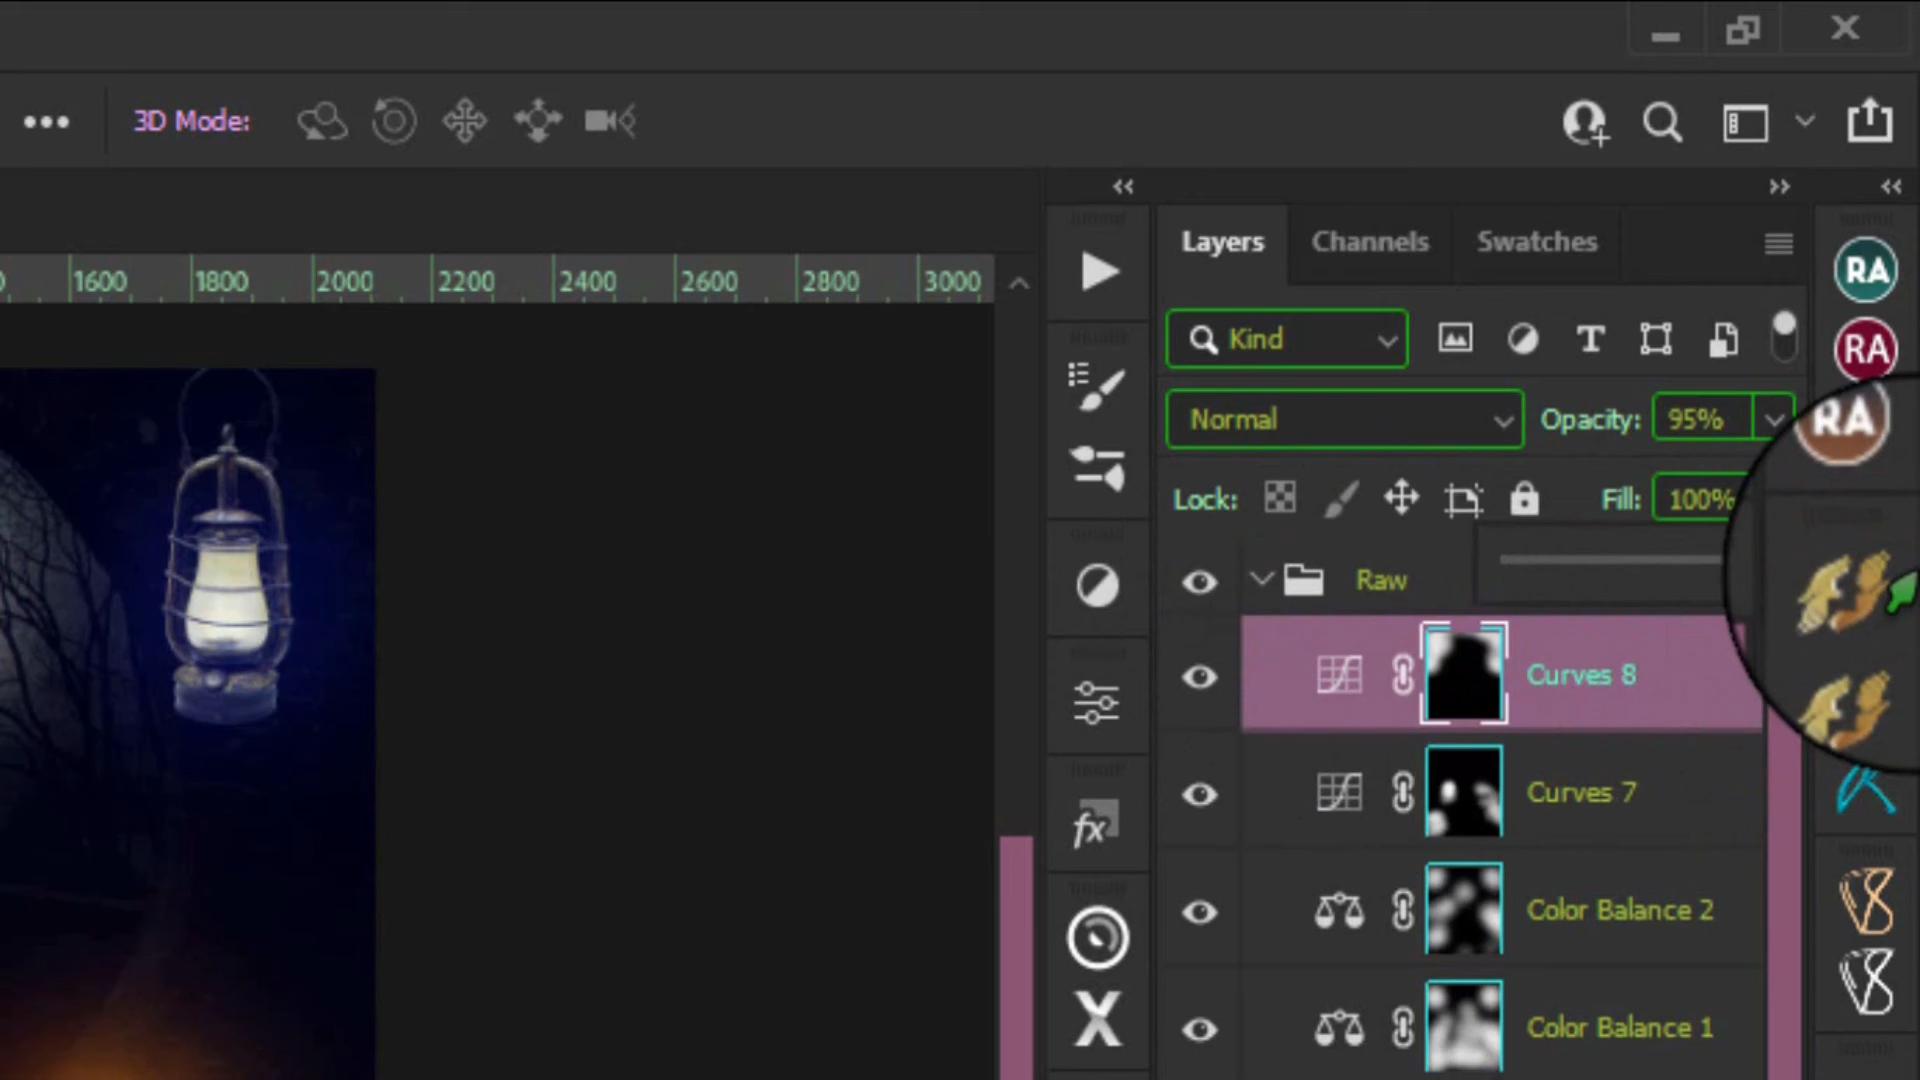 3D Mode:
1600 1800 2000 2200 2400 2600 2800 3000
Layers Channels Swatches
Kind
Normal Opacity: 95%
Lock: Fill: 100%
Raw
Curves 8
Curves 7
Color Balance 2
Color Balance 1
fx
X
RA
RA
RA